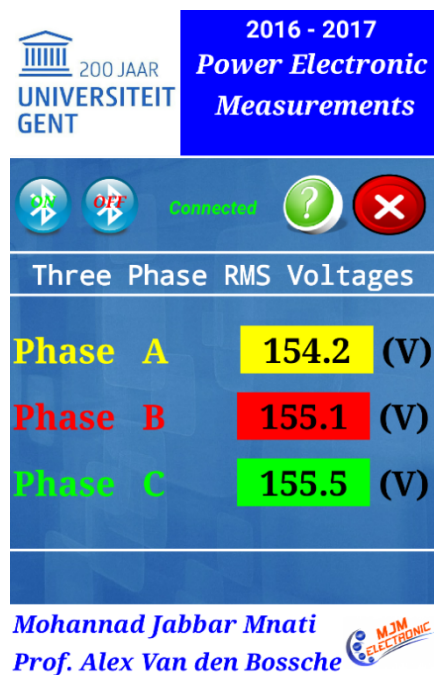 200 JAAR
UNIVERSITEIT
GENT
2016 - 2017
Power Electronic
Measurements
ON
OFF
Connected
?
Three Phase RMS Voltages
Phase A 154.2 (V)
Phase B 155.1 (V)
Phase C 155.5 (V)
Mohannad Jabbar Mnati
Prof. Alex Van den Bossche
MJM
ELECTRONIC